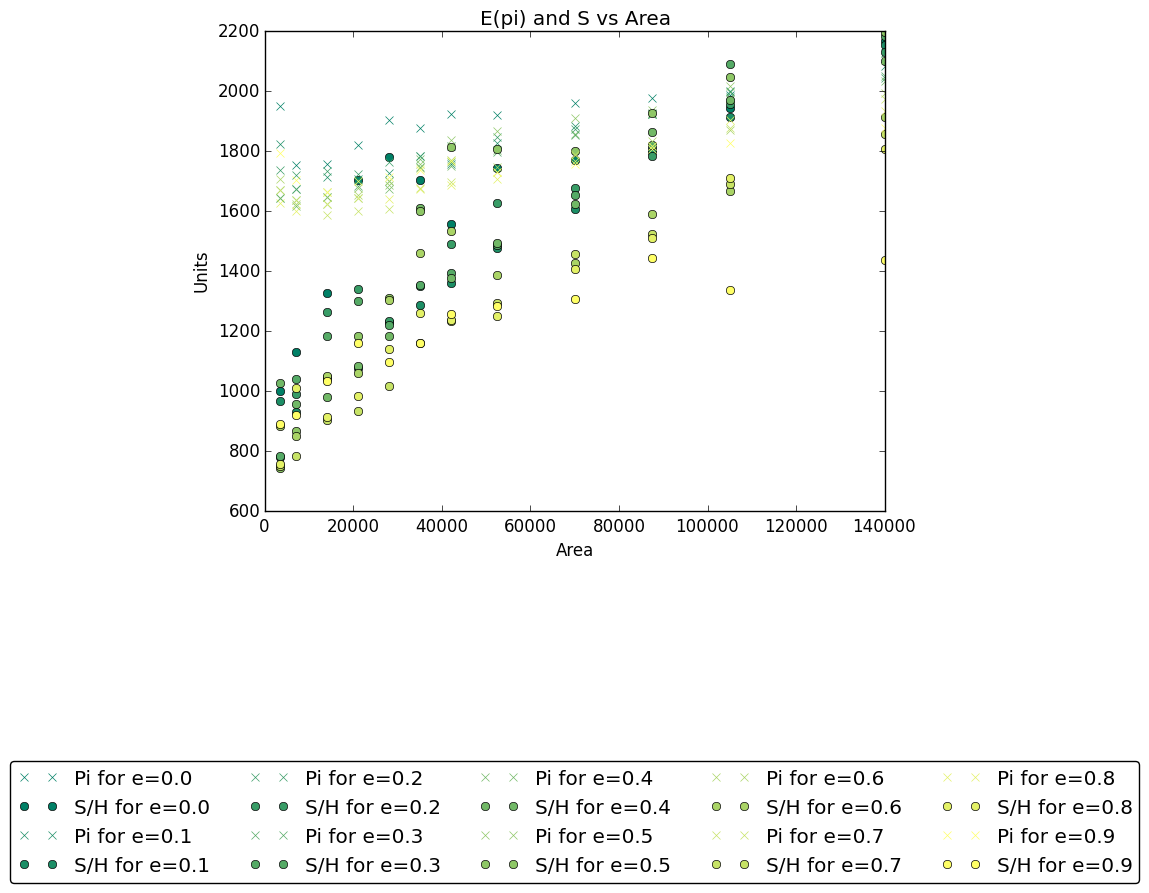 E(pi) and S vs Area
2200
2000
1800
1600
1400
1200
1000
800
600
Units
0 20000 40000 60000 80000 100000 120000 140000
Area
Pi for e=0.0 Pi for e=0.2 Pi for e=0.4 Pi for e=0.6 Pi for e=0.8
S/H for e=0.0 S/H for e=0.2 S/H for e=0.4 S/H for e=0.6 S/H for e=0.8
Pi for e=0.1 Pi for e=0.3 Pi for e=0.5 Pi for e=0.7 Pi for e=0.9
S/H for e=0.1 S/H for e=0.3 S/H for e=0.5 S/H for e=0.7 S/H for e=0.9